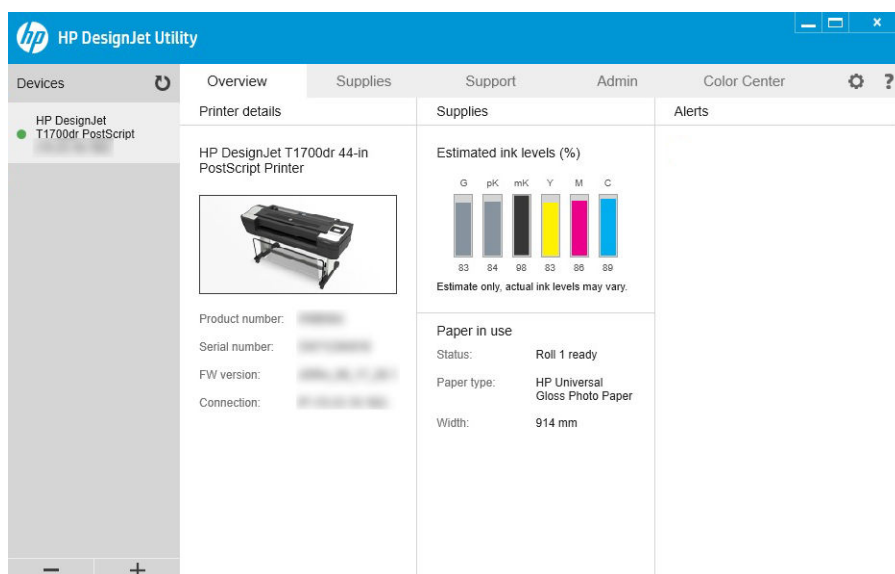 hp HP DesignJet Utility
Devices
HP DesignJet
T1700dr PostScript
Overview Supplies Support Admin Color Center ?
Printer details
HP DesignJet T1700dr 44-in
PostScript Printer
Product number:
Serial number:
FW version:
Connection:
Supplies
Estimated ink levels (%)
G pK mK Y M C
83 84 98 83 86 89
Estimate only, actual ink levels may vary.
Paper in use
Status: Roll 1 ready
Paper type: HP Universal
Gloss Photo Paper
Width: 914 mm
Alerts